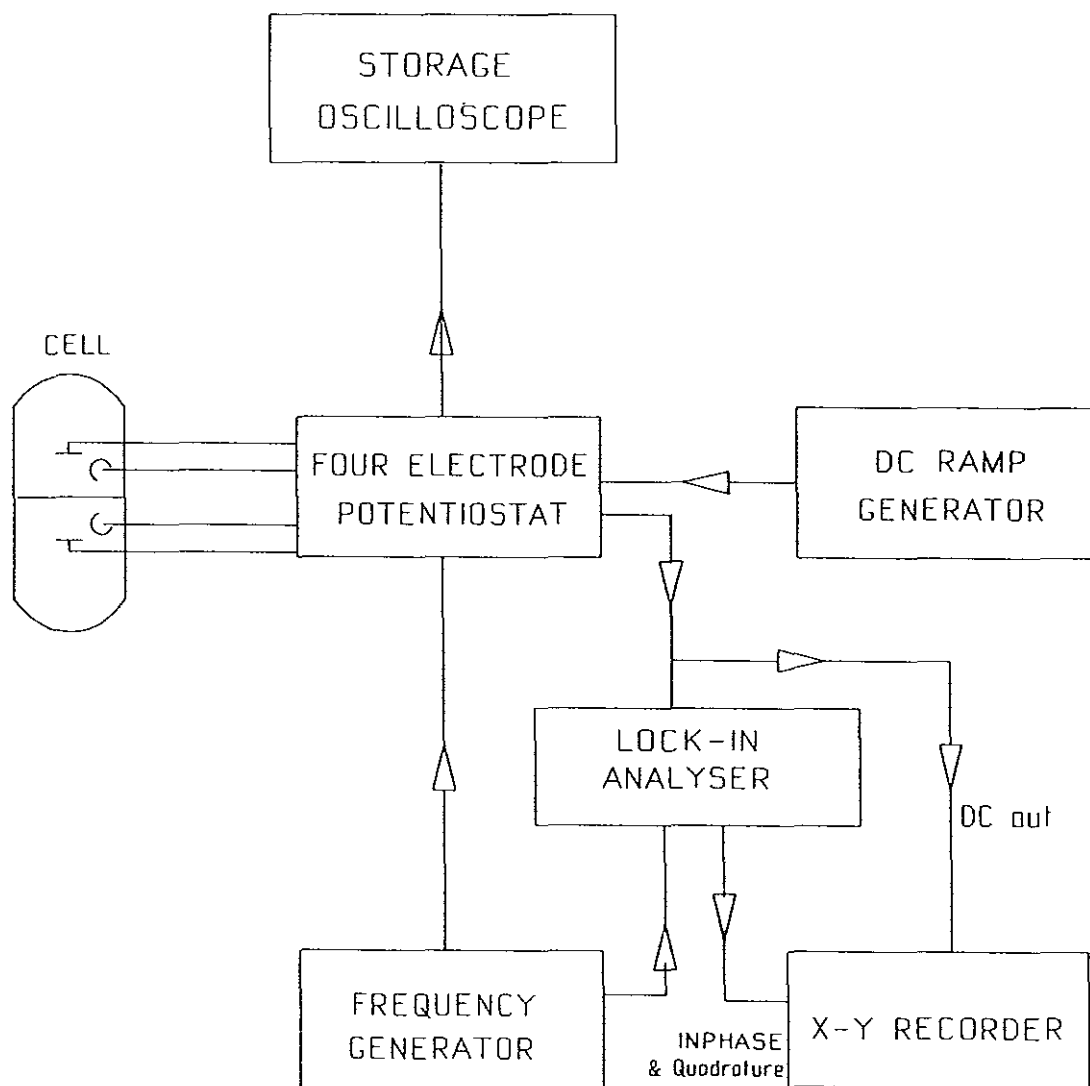 STORAGE
OSCILLOSCOPE
CELL
FOUR ELECTRODE
POTENTIOSTAT
DC RAMP
GENERATOR
LOCK-IN
ANALYSER
DC out
FREQUENCY
GENERATOR
INPHASE
& Quadrature
X-Y RECORDER